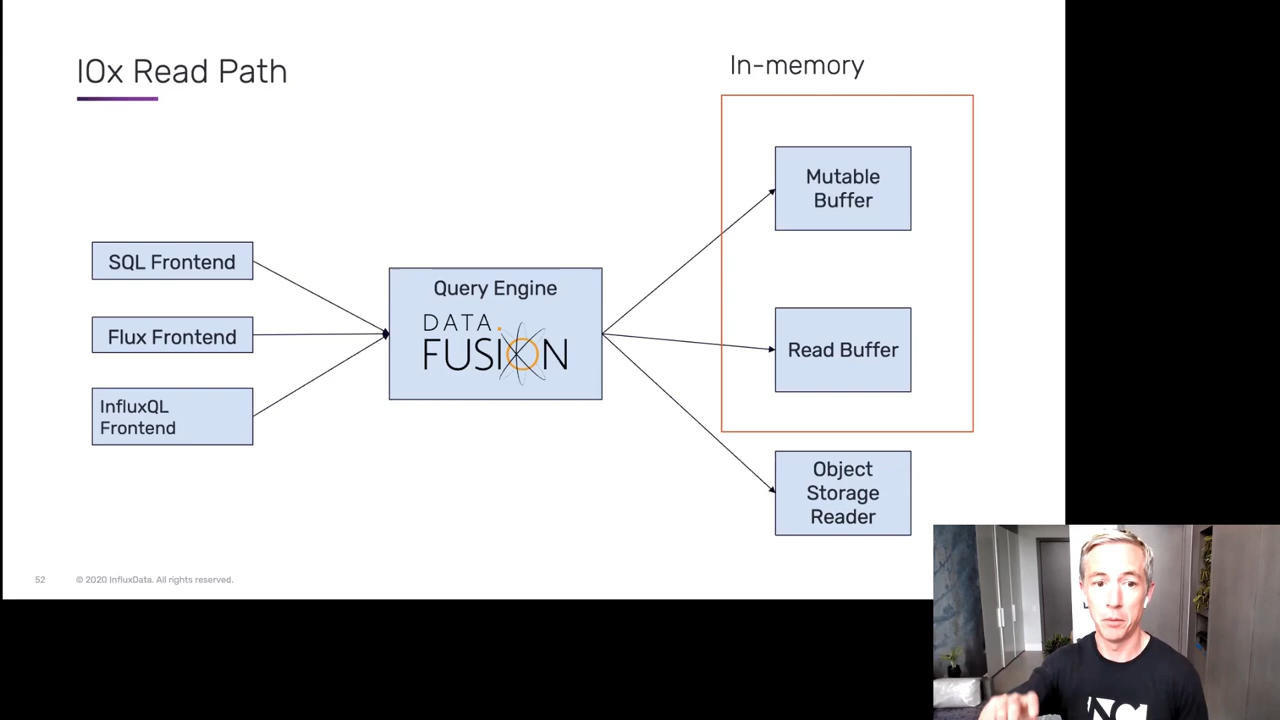 IOx Read Path
In-memory
Mutable
Buffer
SQL Frontend
Query Engine
DATA
FUSION
Flux Frontend
Read Buffer
InfluxQL
Frontend
Object
Storage
Reader
52
© 2020 InfluxData. All rights reserved.